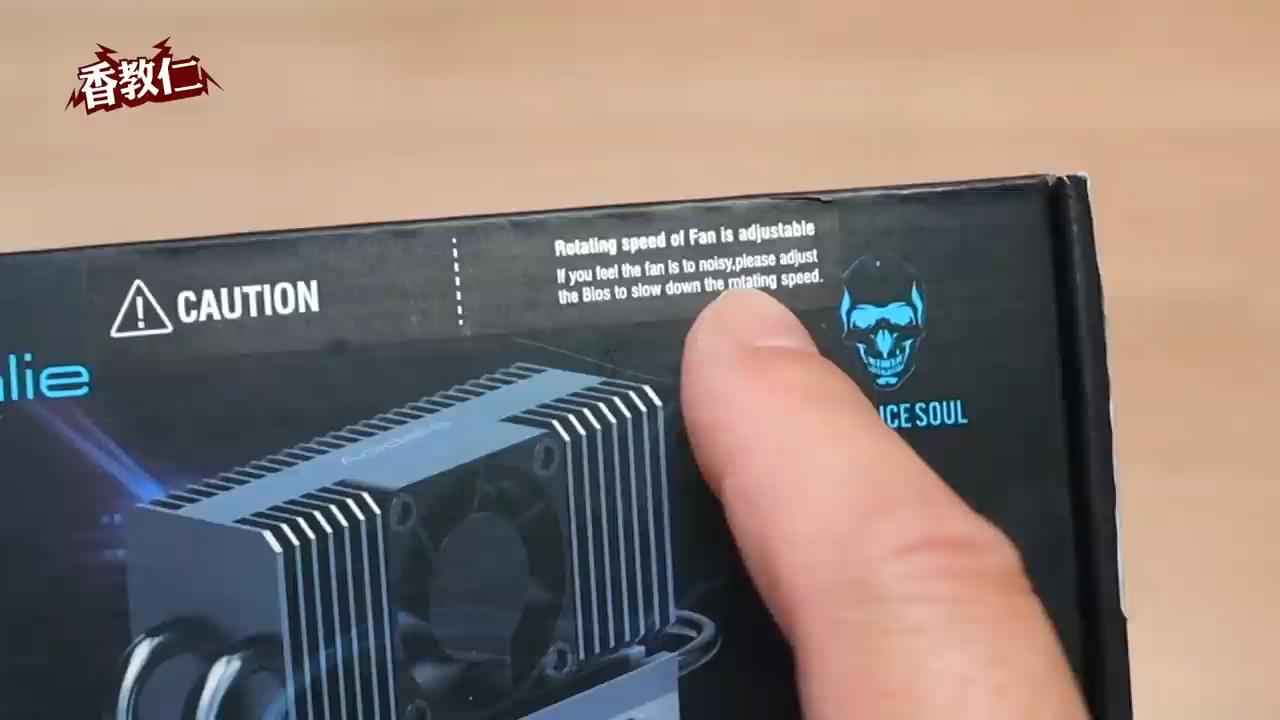 香教仁
Rotating speed of Fan is adjustable
If you feel the fan is to noisy,please adjust
the Bios to slow down the rotating speed.
CAUTION
lie
ICE SOUL